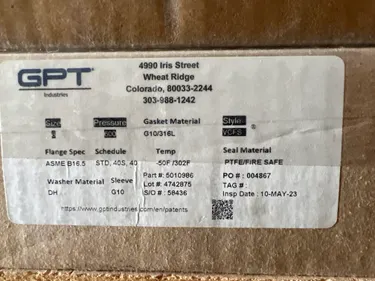 GPT
Industries
4990 Iris Street
Wheat Ridge
Colorado, 80033-2244
303-988-1242
Size Pressure Gasket Material Style
600 G10/316L VCFS ®
Flange Spec Schedule Temp Seal Material
ASME B16.5 STD, 40S, 40 -50F /302F PTFE/FIRE SAFE
Washer Material Sleeve Part # : 5010986 PO # : 004867
DH G10 Lot # : 4742875 TAG # :
S/O # : 56436 Insp Date : 10-MAY-23
https://www.gptindustries.com/en/patents